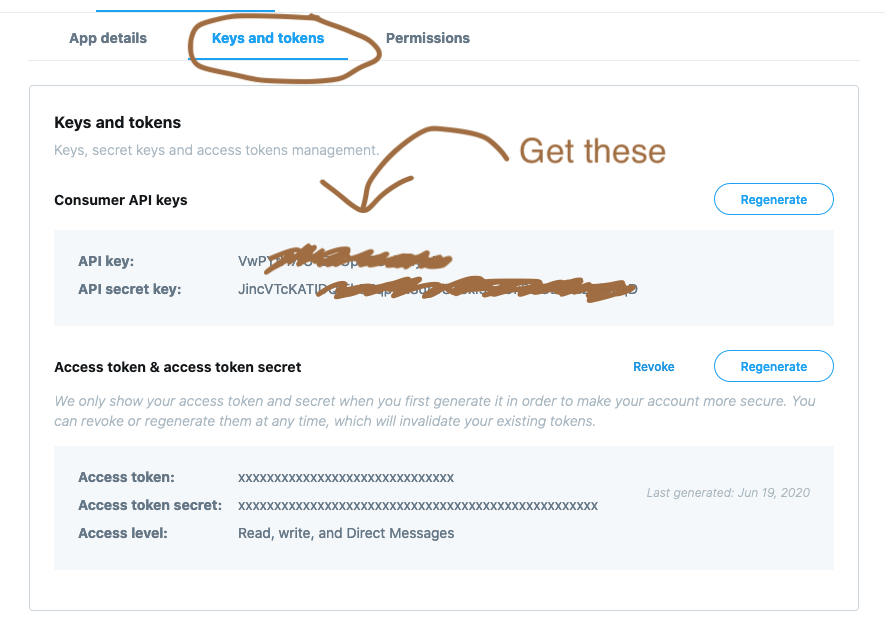 App details
Keys and tokens
Permissions
Get these
Keys and tokens
Keys, secret keys and access tokens management.
Consumer API keys
Regenerate
API key:
API secret key:
Access token & access token secret
Revoke
Regenerate
We only show your access token and secret when you first generate it in order to make your account more secure. You
can revoke or regenerate them at any time, which will invalidate your existing tokens.
Access token: xxxxxxxxxxxxxxxxxxxxxxxxxxxxxx
Last generated: Jun 19, 2020
Access token secret: xxxxxxxxxxxxxxxxxxxxxxxxxxxxxxxxxxxxxxxxxxxxxxxxxx
Access level: Read, write, and Direct Messages